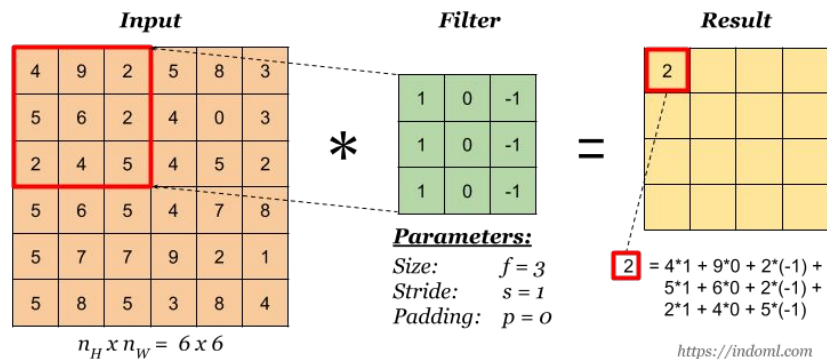 Input
Filter
Result
4 9 2 5 8 3
5 6 2 4 0 3
2 4 5 4 5 2
5 6 5 4 7 8
5 7 7 9 2 1
5 8 5 3 8 4
n_H x n_W = 6 x 6
*
1 0 -1
1 0 -1
1 0 -1
Parameters:
Size: f = 3
Stride: s = 1
Padding: p = 0
=
2
2 = 4*1 + 9*0 + 2*(-1) +
5*1 + 6*0 + 2*(-1) +
2*1 + 4*0 + 5*(-1)
https://indoml.com